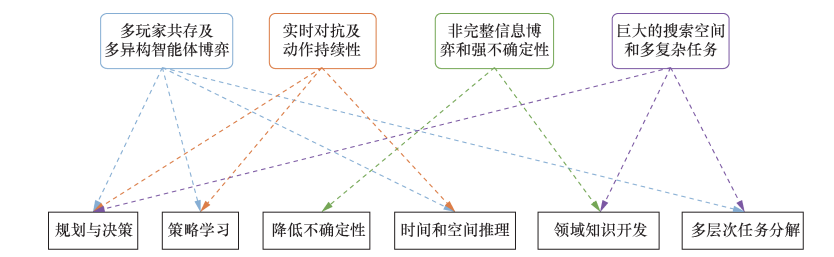 多玩家共存及
多异构智能体博弈
实时对抗及
动作持续性
非完整信息博
弈和强不确定性
巨大的搜索空间
和多复杂任务
规划与决策
策略学习
降低不确定性
时间和空间推理
领域知识开发
多层次任务分解